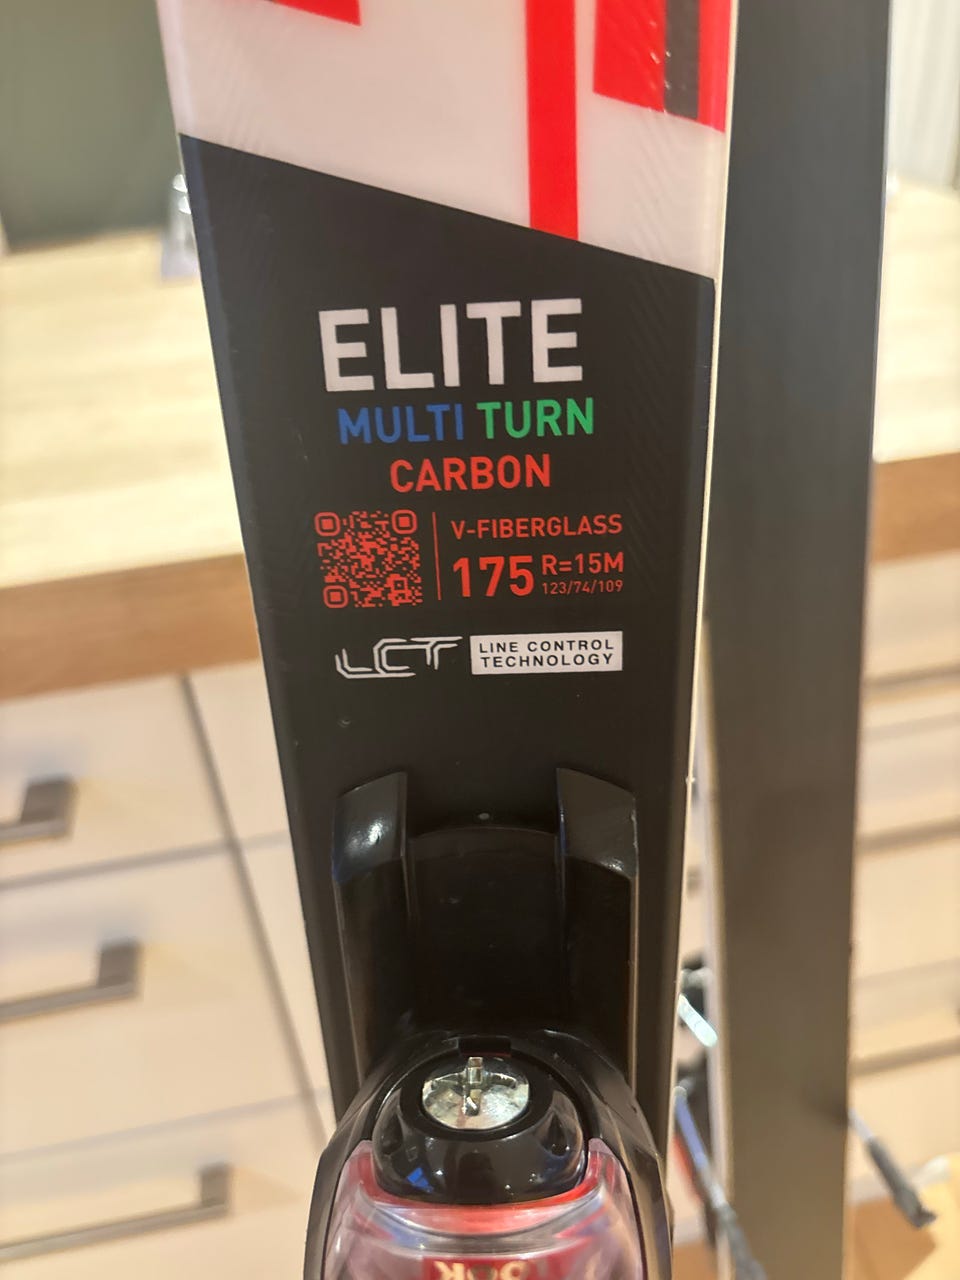 ELITE
MULTI TURN
CARBON
V-FIBERGLASS
175 R=15M
123/74/109
LCT LINE CONTROL
TECHNOLOGY